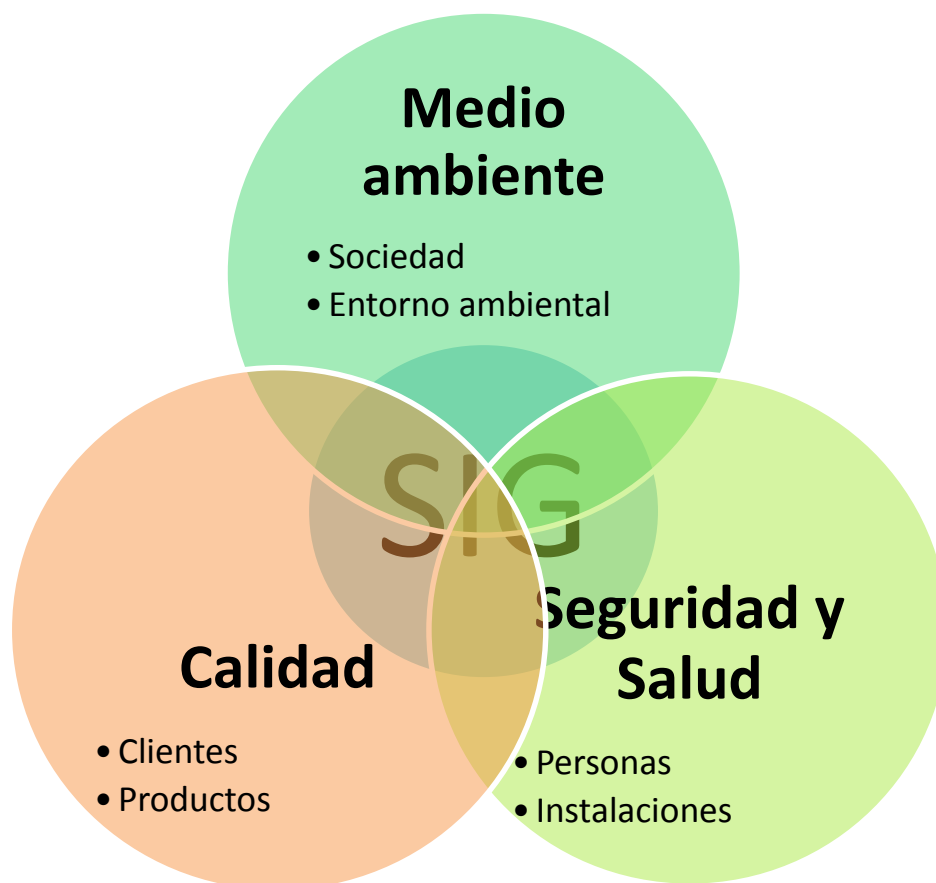 Medio
ambiente
• Sociedad
• Entorno ambiental
SIG
Calidad
• Clientes
• Productos
Seguridad y
Salud
• Personas
• Instalaciones